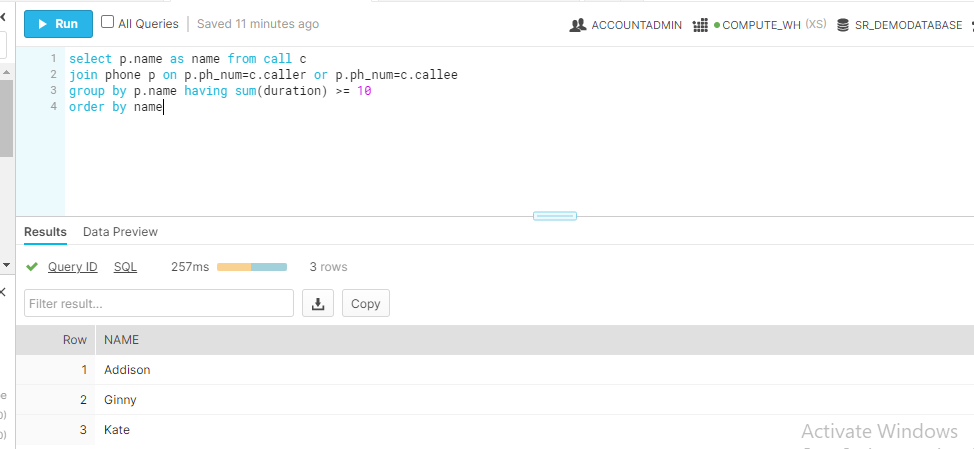 Run All Queries Saved 11 minutes ago ACCOUNTADMIN COMPUTE_WH (XS) SR_DEMODATABASE
1 select p.name as name from call c
2 join phone p on p.ph_num=c.caller or p.ph_num=c.callee
3 group by p.name having sum(duration) >= 10
4 order by name
Results Data Preview
Query ID SQL 257ms 3 rows
Filter result... Copy
Row NAME
1 Addison
2 Ginny
3 Kate
Activate Windows